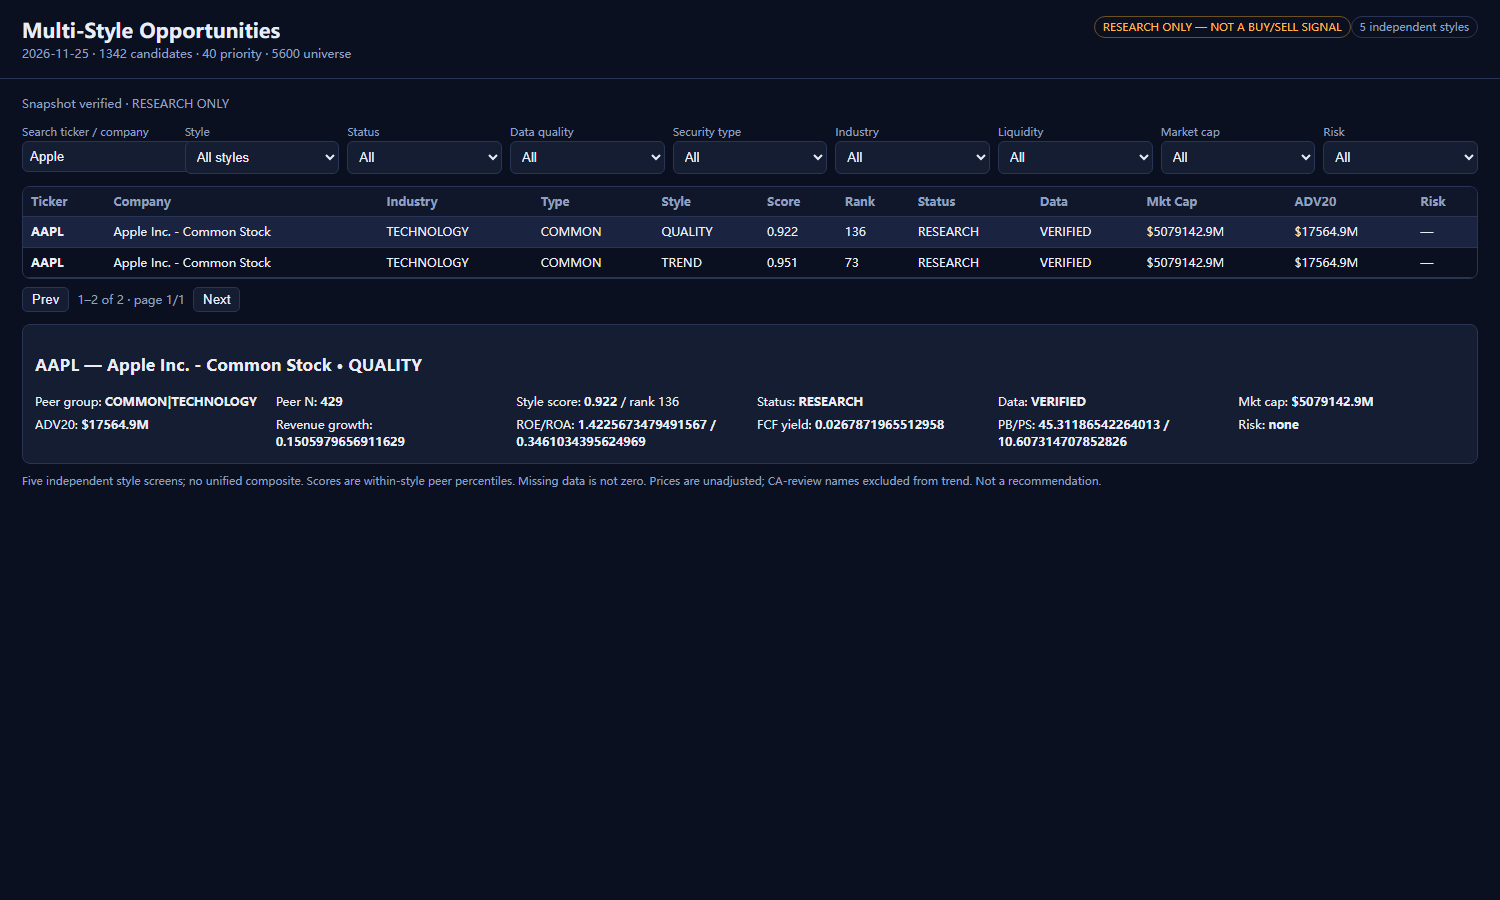 Multi-Style Opportunities
2026-11-25 · 1342 candidates · 40 priority · 5600 universe
RESEARCH ONLY — NOT A BUY/SELL SIGNAL
5 independent styles
Snapshot verified · RESEARCH ONLY
Search ticker / company Style Status Data quality Security type Industry Liquidity Market cap Risk
Apple All styles All All All All All All All
Ticker Company Industry Type Style Score Rank Status Data Mkt Cap ADV20 Risk
AAPL Apple Inc. - Common Stock TECHNOLOGY COMMON QUALITY 0.922 136 RESEARCH VERIFIED $5079142.9M $17564.9M —
AAPL Apple Inc. - Common Stock TECHNOLOGY COMMON TREND 0.951 73 RESEARCH VERIFIED $5079142.9M $17564.9M —
Prev 1–2 of 2 · page 1/1 Next
AAPL — Apple Inc. - Common Stock • QUALITY
Peer group: COMMON|TECHNOLOGY Peer N: 429 Style score: 0.922 / rank 136 Status: RESEARCH Data: VERIFIED Mkt cap: $5079142.9M
ADV20: $17564.9M Revenue growth: ROE/ROA: 1.4225673479491567 / FCF yield: 0.0267871965512958 PB/PS: 45.31186542264013 / Risk: none
0.1505979656911629 0.3461034395624969 10.607314707852826
Five independent style screens; no unified composite. Scores are within-style peer percentiles. Missing data is not zero. Prices are unadjusted; CA-review names excluded from trend. Not a recommendation.